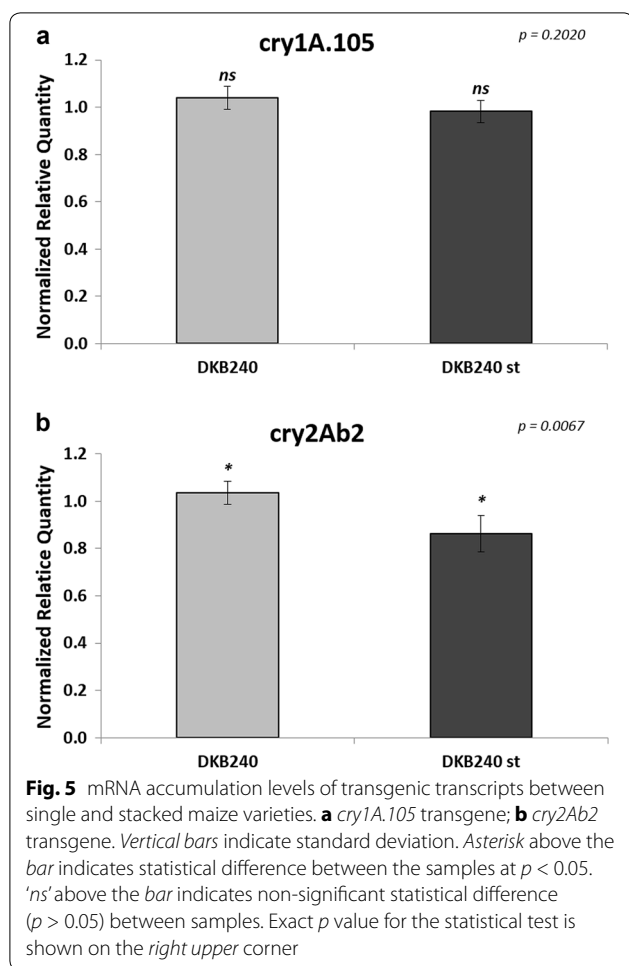 a
cry1A.105
p = 0.2020
Normalized Relative Quantity
1.2
1.0
0.8
0.6
0.4
0.2
0.0
ns
ns
DKB240
DKB240 st
b
cry2Ab2
p = 0.0067
Normalized Relatice Quantity
1.2
1.0
0.8
0.6
0.4
0.2
0.0
*
*
DKB240
DKB240 st
Fig. 5 mRNA accumulation levels of transgenic transcripts between
single and stacked maize varieties. a cry1A.105 transgene; b cry2Ab2
transgene. Vertical bars indicate standard deviation. Asterisk above the
bar indicates statistical difference between the samples at p < 0.05.
'ns' above the bar indicates non-significant statistical difference
(p > 0.05) between samples. Exact p value for the statistical test is
shown on the right upper corner